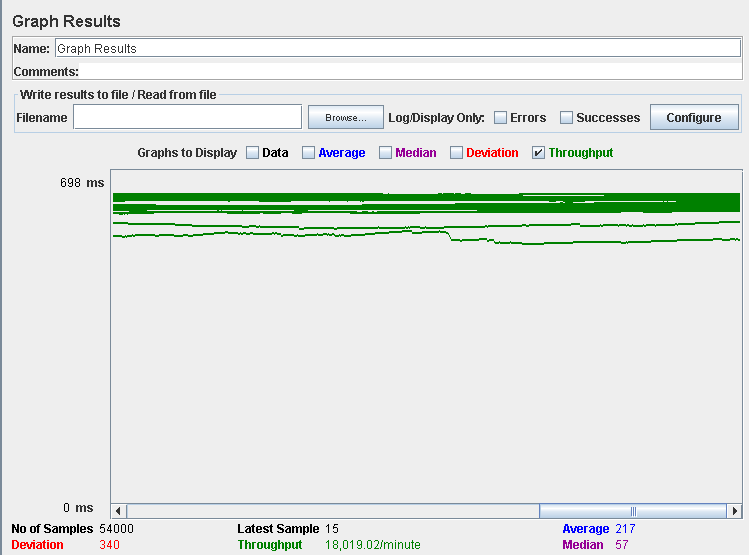 Graph Results
Name: Graph Results
Comments:
Write results to file / Read from file
Filename Browse... Log/Display Only: Errors Successes Configure
Graphs to Display Data Average Median Deviation Throughput
698 ms
0 ms
No of Samples 54000 Latest Sample 15 Average 217
Deviation 340 Throughput 18,019.02/minute Median 57